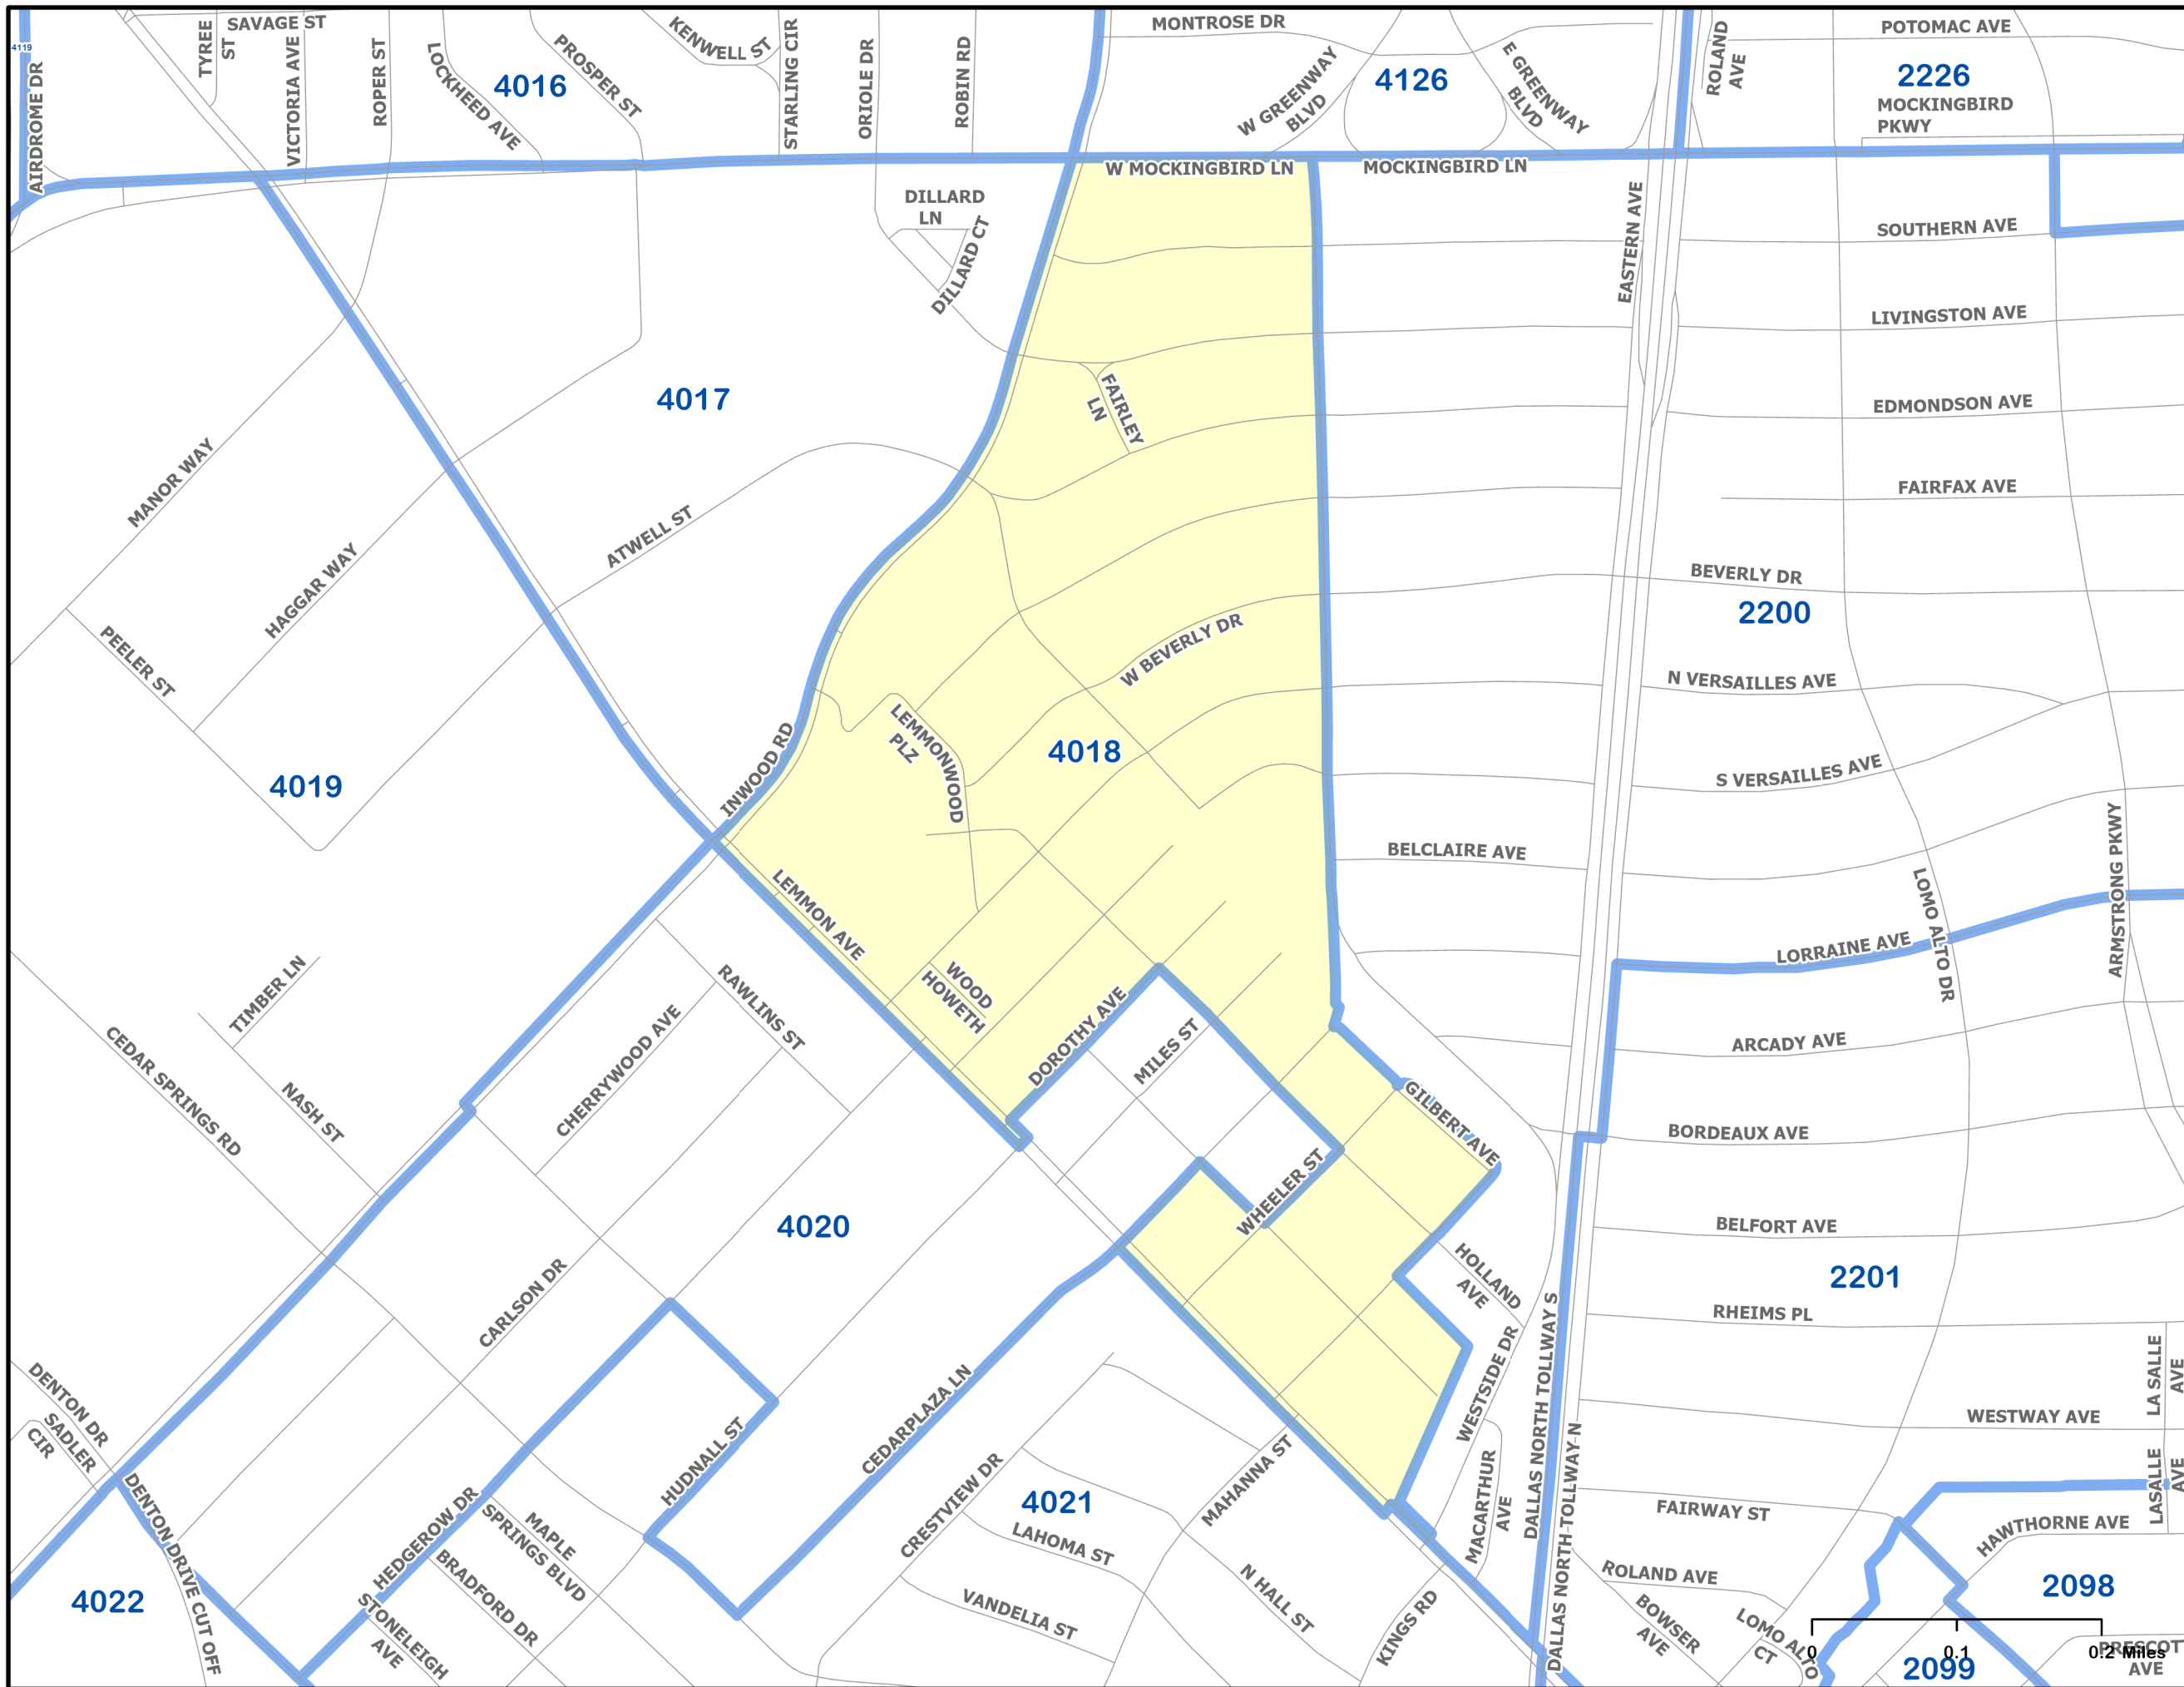 SAVAGE ST
MONTROSE DR
POTOMAC AVE
4119
TYREE
ST
VICTORIA AVE
ROPER ST
LOCKHEED AVE
4016
PROSPER ST
KENWELL ST
STARLING CIR
ORIOLE DR
ROBIN RD
W GREENWAY
BLVD
4126
E GREENWAY
BLVD
ROLAND
AVE
2226
MOCKINGBIRD
PKWY
AIRDROME DR
W MOCKINGBIRD LN
MOCKINGBIRD LN
DILLARD
LN
DILLARD CT
EASTERN AVE
SOUTHERN AVE
LIVINGSTON AVE
4017
FAIRLEY
LN
EDMONDSON AVE
MANOR WAY
FAIRFAX AVE
ATWELL ST
HAGGAR WAY
BEVERLY DR
2200
PEELER ST
W BEVERLY DR
N VERSAILLES AVE
LEMMONWOOD
PLZ
4018
INWOOD RD
4019
S VERSAILLES AVE
BELCLAIRE AVE
LEMMON AVE
LOMO ALTO DR
ARMSTRONG PKWY
LORRAINE AVE
TIMBER LN
RAWLINS ST
WOOD
HOWETH
DOROTHY AVE
MILES ST
CEDAR SPRINGS RD
NASH ST
CHERRYWOOD AVE
ARCADY AVE
GILBERT AVE
BORDEAUX AVE
WHEELER ST
4020
BELFORT AVE
HOLLAND
AVE
2201
CARLSON DR
RHEIMS PL
DENTON DR
SADLER
CIR
CEDARPLAZA LN
WESTSIDE DR
DALLAS NORTH TOLLWAY S
LA SALLE
AVE
WESTWAY AVE
HUDNALL ST
CRESTVIEW DR
4021
MAHANNA ST
MACARTHUR
AVE
DALLAS NORTH TOLLWAY N
LASALLE
AVE
FAIRWAY ST
HAWTHORNE AVE
DENTON DRIVE CUT OFF
HEDGEROW DR
MAPLE
SPRINGS BLVD
LAHOMA ST
BRADFORD DR
4022
STONELEIGH
AVE
VANDELIA ST
N HALL ST
KINGS RD
ROLAND AVE
BOWSER
AVE
LOMO ALTO
CT
2098
0
0.1
0.2 Miles
PRESCOTT
AVE
2099